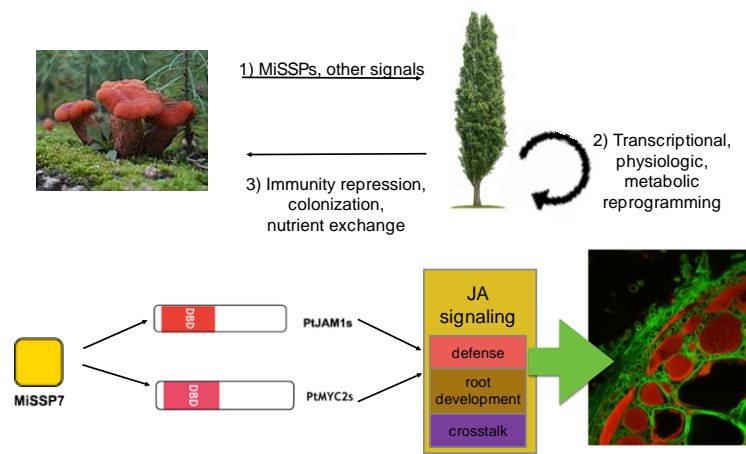 1) MiSSPs, other signals
2) Transcriptional,
physiologic,
metabolic
reprogramming
3) Immunity repression,
colonization,
nutrient exchange
MiSSP7
DBD
PtJAM1s
DBD
PtMYC2s
JA
signaling
defense
root
development
crosstalk